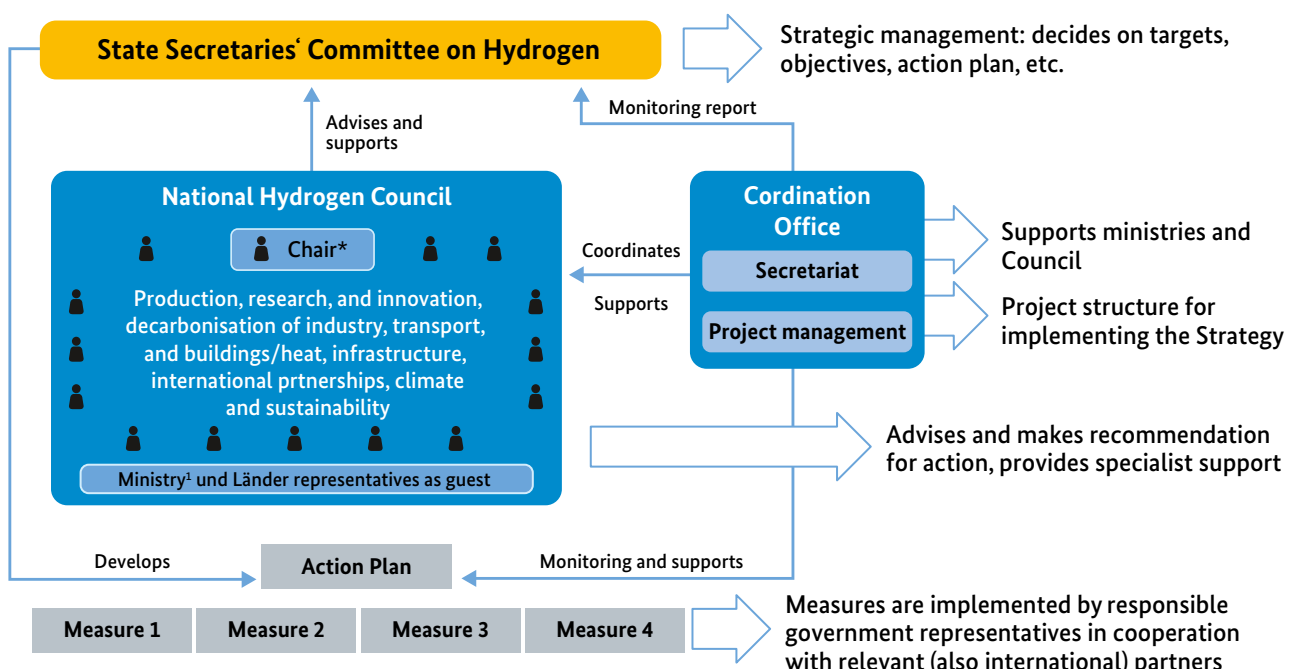 State Secretaries‘ Committee on Hydrogen
Strategic management: decides on targets,
objectives, action plan, etc.
Advises and
supports
Monitoring report
National Hydrogen Council
Chair*
Production, research, and innovation,
decarbonisation of industry, transport,
and buildings/heat, infrastructure,
international prtnerships, climate
and sustainability
Ministry¹ und Länder representatives as guest
Coordinates
Supports
Cordination
Office
Secretariat
Project management
Supports ministries and
Council
Project structure for
implementing the Strategy
Advises and makes recommendation
for action, provides specialist support
Develops
Action Plan
Monitoring and supports
Measure 1
Measure 2
Measure 3
Measure 4
Measures are implemented by responsible
government representatives in cooperation
with relevant (also international) partners